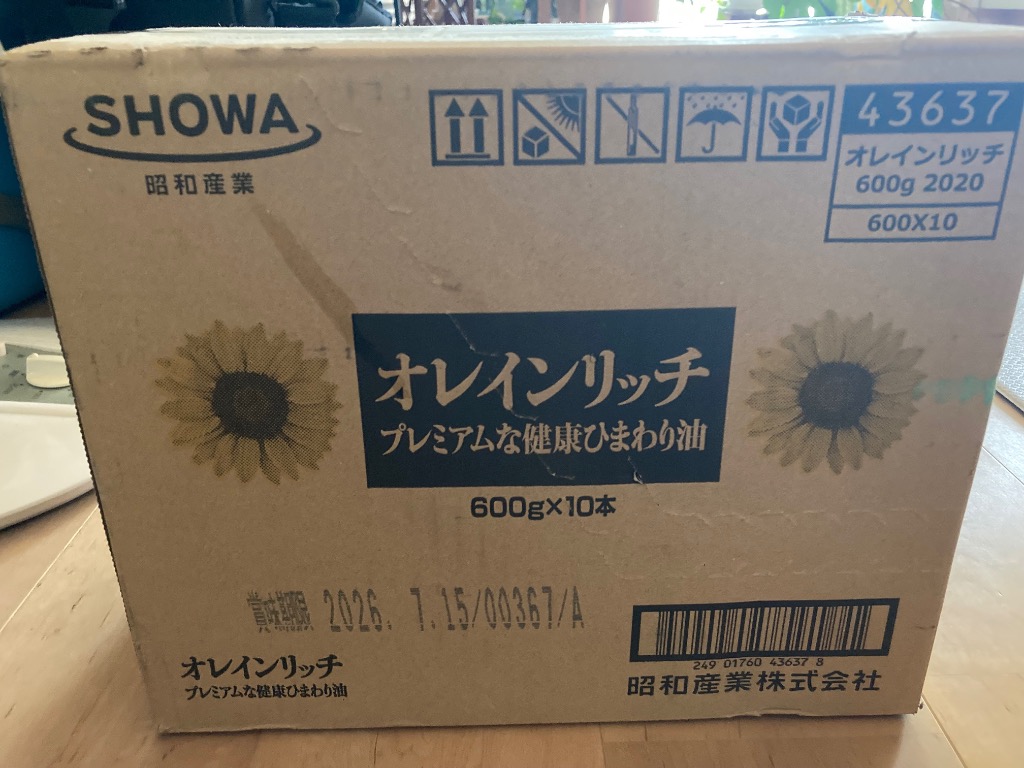 SHOWA
昭和産業
43637
オレインリッチ
600g 2020
600X10
オレインリッチ
プレミアムな健康ひまわり油
600g×10本
賞味期限 2026. 7.15/00367/A
オレインリッチ
プレミアムな健康ひまわり油
249 01760 43637 8
昭和産業株式会社